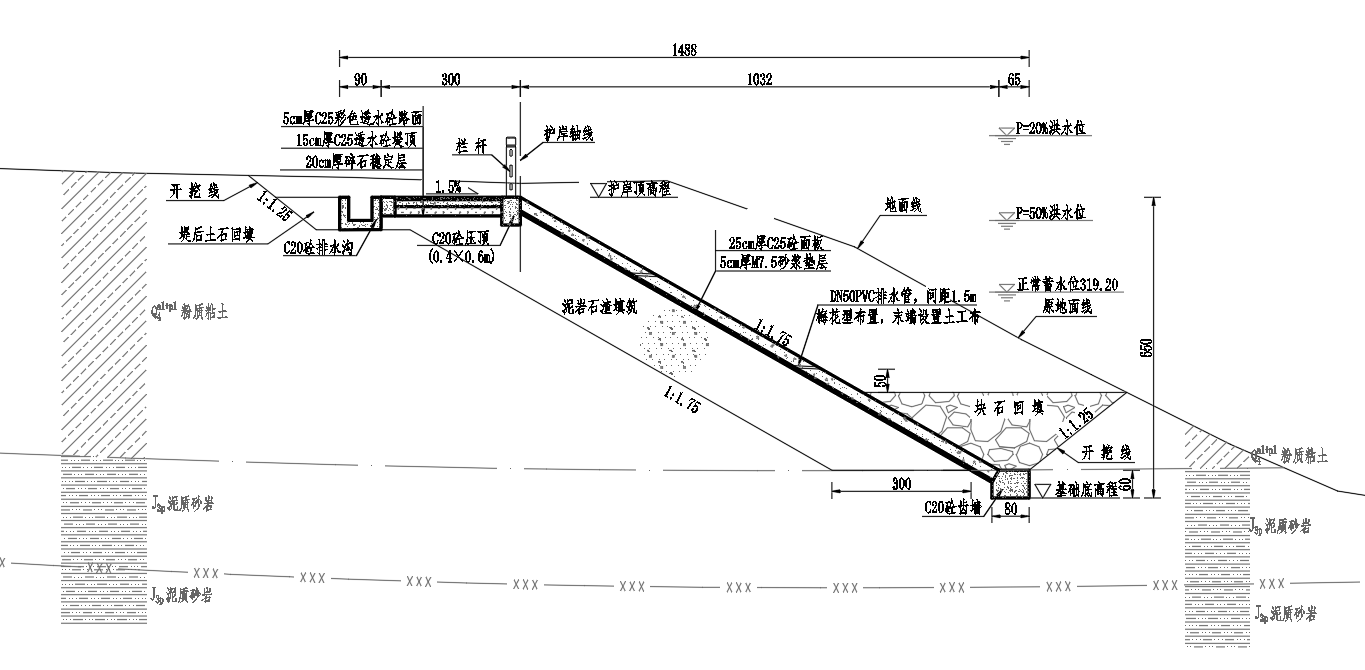 1488
90
300
1032
65
5cm厚C25彩色透水砼路面
15cm厚C25透水砼堤顶
20cm厚碎石稳定层
栏 杆
护岸轴线
P=20%洪水位
开 挖 线
1:1.25
1.5%
护岸顶高程
地面线
P=50%洪水位
堤后土石回填
C20砼排水沟
C20砼压顶
(0.4×0.6m)
25cm厚C25砼面板
5cm厚M7.5砂浆垫层
正常蓄水位319.20
原地面线
泥岩石渣填筑
DN50PVC排水管，间距1.5m
梅花型布置，末端设置土工布
粉质粘土
1:1.75
1:1.75
50
650
块 石 回 填
1:1.25
开 挖 线
粉质粘土
300
C20砼齿墙
80
基础底高程
60
泥质砂岩
泥质砂岩
XXX
XXX
XXX
XXX
XXX
XXX
XXX
XXX
XXX
XXX
XXX
XXX
泥质砂岩
泥质砂岩